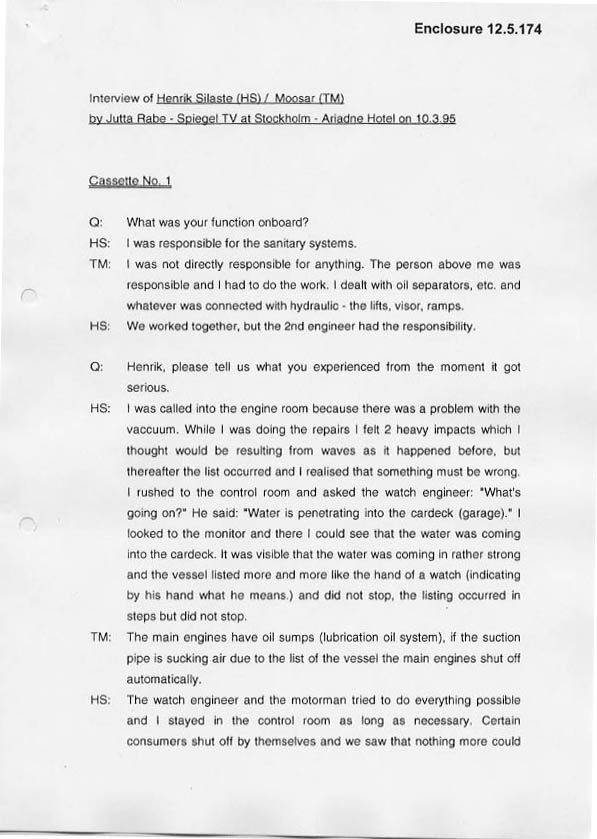 Enclosure 12.5.174
Interview of Henrik Silaste (HS) / Moosar (TM)
by Jutta Rabe - Spiegel TV at Stockholm - Ariadne Hotel on 10.3.95
Cassette No. 1
Q: What was your function onboard?
HS: I was responsible for the sanitary systems.
TM: I was not directly responsible for anything. The person above me was
responsible and I had to do the work. I dealt with oil separators, etc. and
whatever was connected with hydraulic - the lifts, visor, ramps.
HS: We worked together, but the 2nd engineer had the responsibility.
Q: Henrik, please tell us what you experienced from the moment it got
serious.
HS: I was called into the engine room because there was a problem with the
vaccuum. While I was doing the repairs I felt 2 heavy impacts which I
thought would be resulting from waves as it happened before, but
thereafter the list occurred and I realised that something must be wrong.
I rushed to the control room and asked the watch engineer: "What's
going on?" He said: "Water is penetrating into the cardeck (garage)." I
looked to the monitor and there I could see that the water was coming
into the cardeck. It was visible that the water was coming in rather strong
and the vessel listed more and more like the hand of a watch (indicating
by his hand what he means.) and did not stop, the listing occurred in
steps but did not stop.
TM: The main engines have oil sumps (lubrication oil system), if the suction
pipe is sucking air due to the list of the vessel the main engines shut off
automatically.
HS: The watch engineer and the motorman tried to do everything possible
and I stayed in the control room as long as necessary. Certain
consumers shut off by themselves and we saw that nothing more could